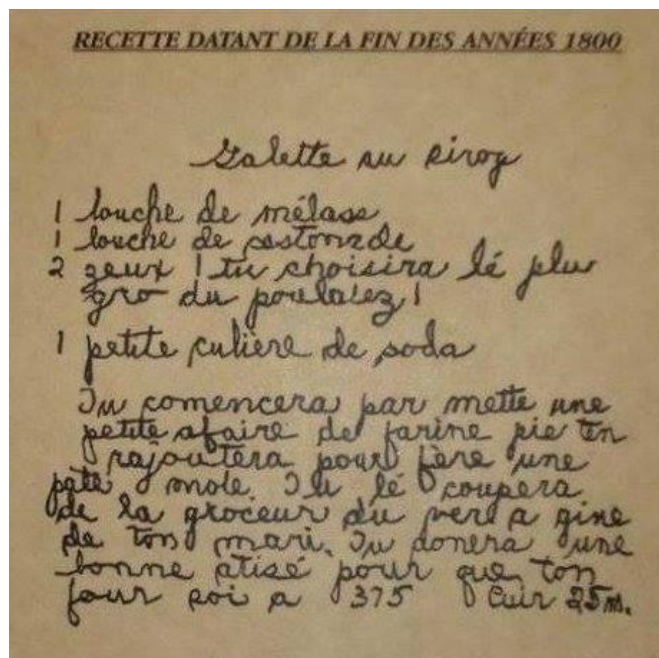 RECETTE DATANT DE LA FIN DES ANNÉES 1800
Galette au sirop
1 louche de mélase
1 louche de castonade
2 zeux ! tu choisira lé plu
gro du poulaiez !
1 petite culière de soda
Tu comencera par mette une
petite afaire de farine pie ten
rajoutera pour fère une
pâte mole. Tu lé coupera
de la groceur du vere a gine
de ton mari. Tu donera une
bonne atisé pour que ton
four soi a 375 Cuir 25 m.